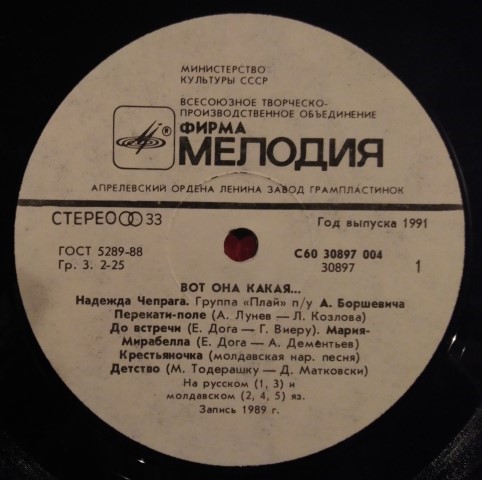 МИНИСТЕРСТВО
КУЛЬТУРЫ СССР
ВСЕСОЮЗНОЕ ТВОРЧЕСКО-
ПРОИЗВОДСТВЕННОЕ ОБЪЕДИНЕНИЕ
ФИРМА
® МЕЛОДИЯ
АПРЕЛЕВСКИЙ ОРДЕНА ЛЕНИНА ЗАВОД ГРАМПЛАСТИНОК
СТЕРЕО 33 Год выпуска 1991
ГОСТ 5289-88 С60 30897 004
Гр. 3. 2-25 30897 1
ВОТ ОНА КАКАЯ...
Надежда Чепрага. Группа «Плай» п/у А. Боршевича
Перекати-поле (А. Лунев — Л. Козлова)
До встречи (Е. Дога — Г. Виеру). Мария-
Мирабелла (Е. Дога — А. Дементьев)
Крестьяночка (молдавская нар. песня)
Детство (М. Тодерашку — Д. Матковски)
На русском (1, 3) и
молдавском (2, 4, 5) яз.
Запись 1989 г.